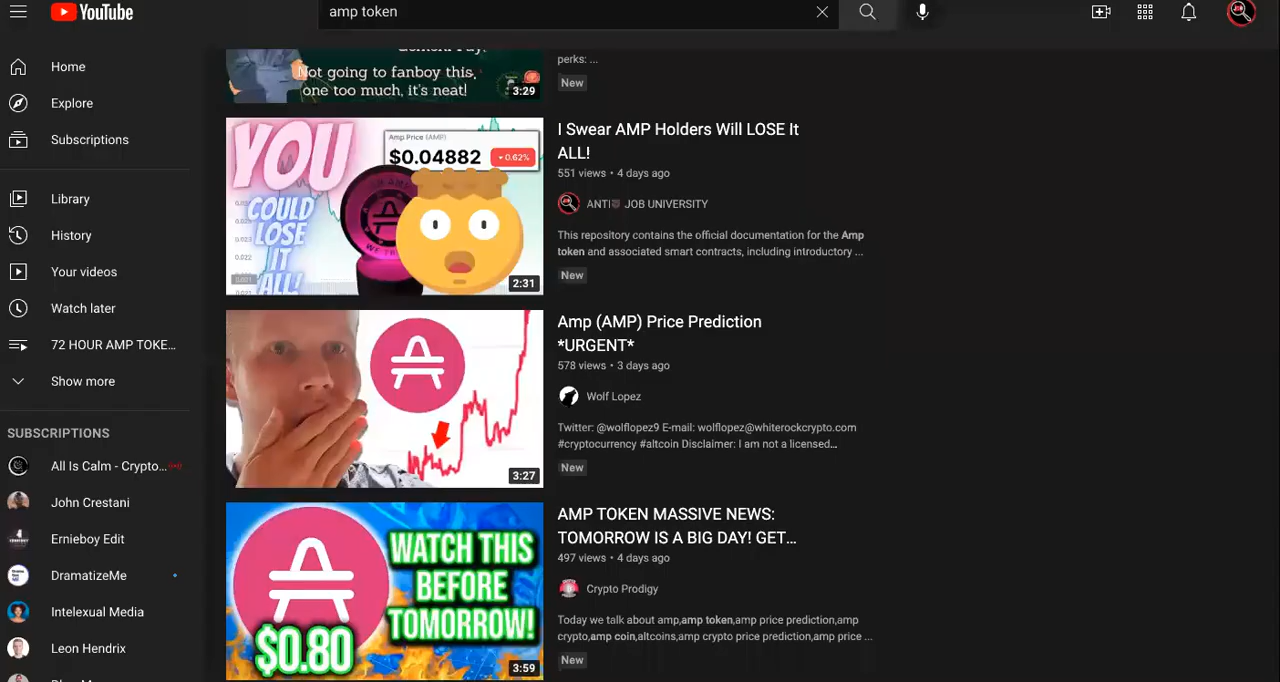 YouTube
amp token
Home
Explore
Subscriptions
Library
History
Your videos
Watch later
72 HOUR AMP TOKE...
Show more
SUBSCRIPTIONS
All Is Calm - Crypto...
John Crestani
Ernieboy Edit
DramatizeMe
Intelexual Media
Leon Hendrix
Not going to fanboy this,
one too much, it's neat!
3:29
perks: ...
New
YOU
COULD
LOSE
IT
ALL!
Amp Price (AMP)
$0.04882
0.62%
2:31
I Swear AMP Holders Will LOSE It
ALL!
551 views • 4 days ago
ANTI JOB UNIVERSITY
This repository contains the official documentation for the Amp
token and associated smart contracts, including introductory ...
New
3:27
Amp (AMP) Price Prediction
*URGENT*
578 views • 3 days ago
Wolf Lopez
Twitter: @wolflopez9 E-mail: wolflopez@whiterockcrypto.com
#cryptocurrency #altcoin Disclaimer: I am not a licensed...
New
WATCH THIS
BEFORE
TOMORROW!
$0.80
3:59
AMP TOKEN MASSIVE NEWS:
TOMORROW IS A BIG DAY! GET...
497 views • 4 days ago
Crypto Prodigy
Today we talk about amp,amp token,amp price prediction,amp
crypto,amp coin,altcoins,amp crypto price prediction,amp price ...
New